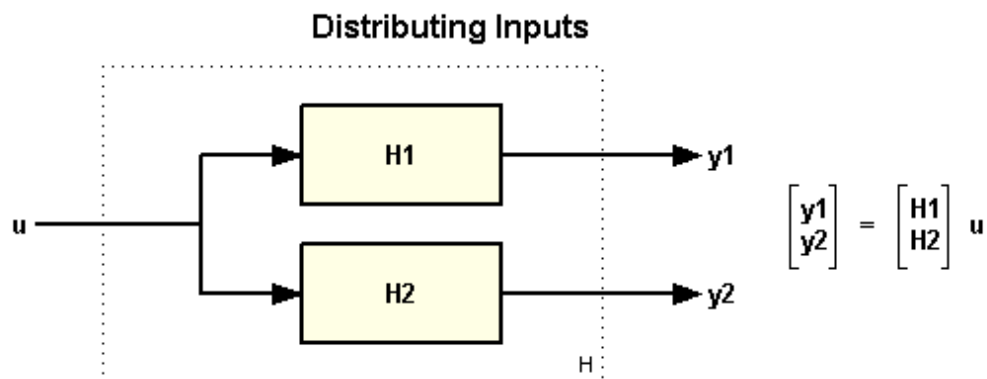 Distributing Inputs
H1
y1
u
H2
y2
H
[y1
y2] = [H1
H2] u